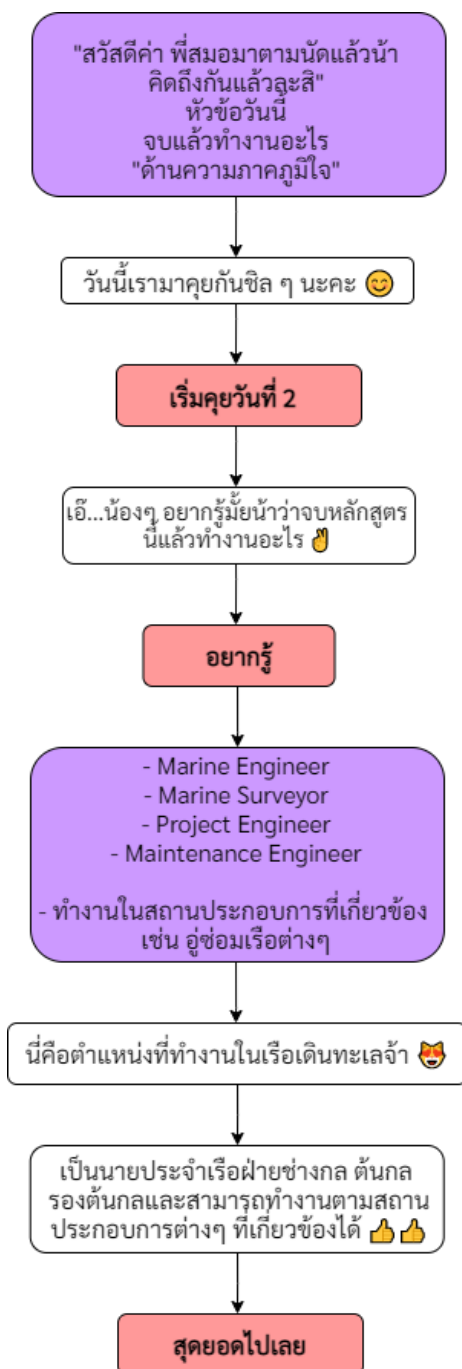 "สวัสดีค่า พี่สมอมาตามนัดแล้วน้า
คิดถึงกันแล้วละสิ"
หัวข้อวันนี้
จบแล้วทำงานอะไร
"ด้านความภาคภูมิใจ"
วันนี้เรามาคุยกันชิล ๆ นะคะ 😊
เริ่มคุยวันที่ 2
เอ๊...น้องๆ อยากรู้มั้ยน้าว่าจบหลักสูตร
นี้แล้วทำงานอะไร ✌️
อยากรู้
- Marine Engineer
- Marine Surveyor
- Project Engineer
- Maintenance Engineer
- ทำงานในสถานประกอบการที่เกี่ยวข้อง
เช่น อู่ซ่อมเรือต่างๆ
นี่คือตำแหน่งที่ทำงานในเรือเดินทะเลจ้า 😻
เป็นนายประจำเรือฝ่ายช่างกล ต้นกล
รองต้นกลและสามารถทำงานตามสถาน
ประกอบการต่างๆ ที่เกี่ยวข้องได้ 👍👍
สุดยอดไปเลย